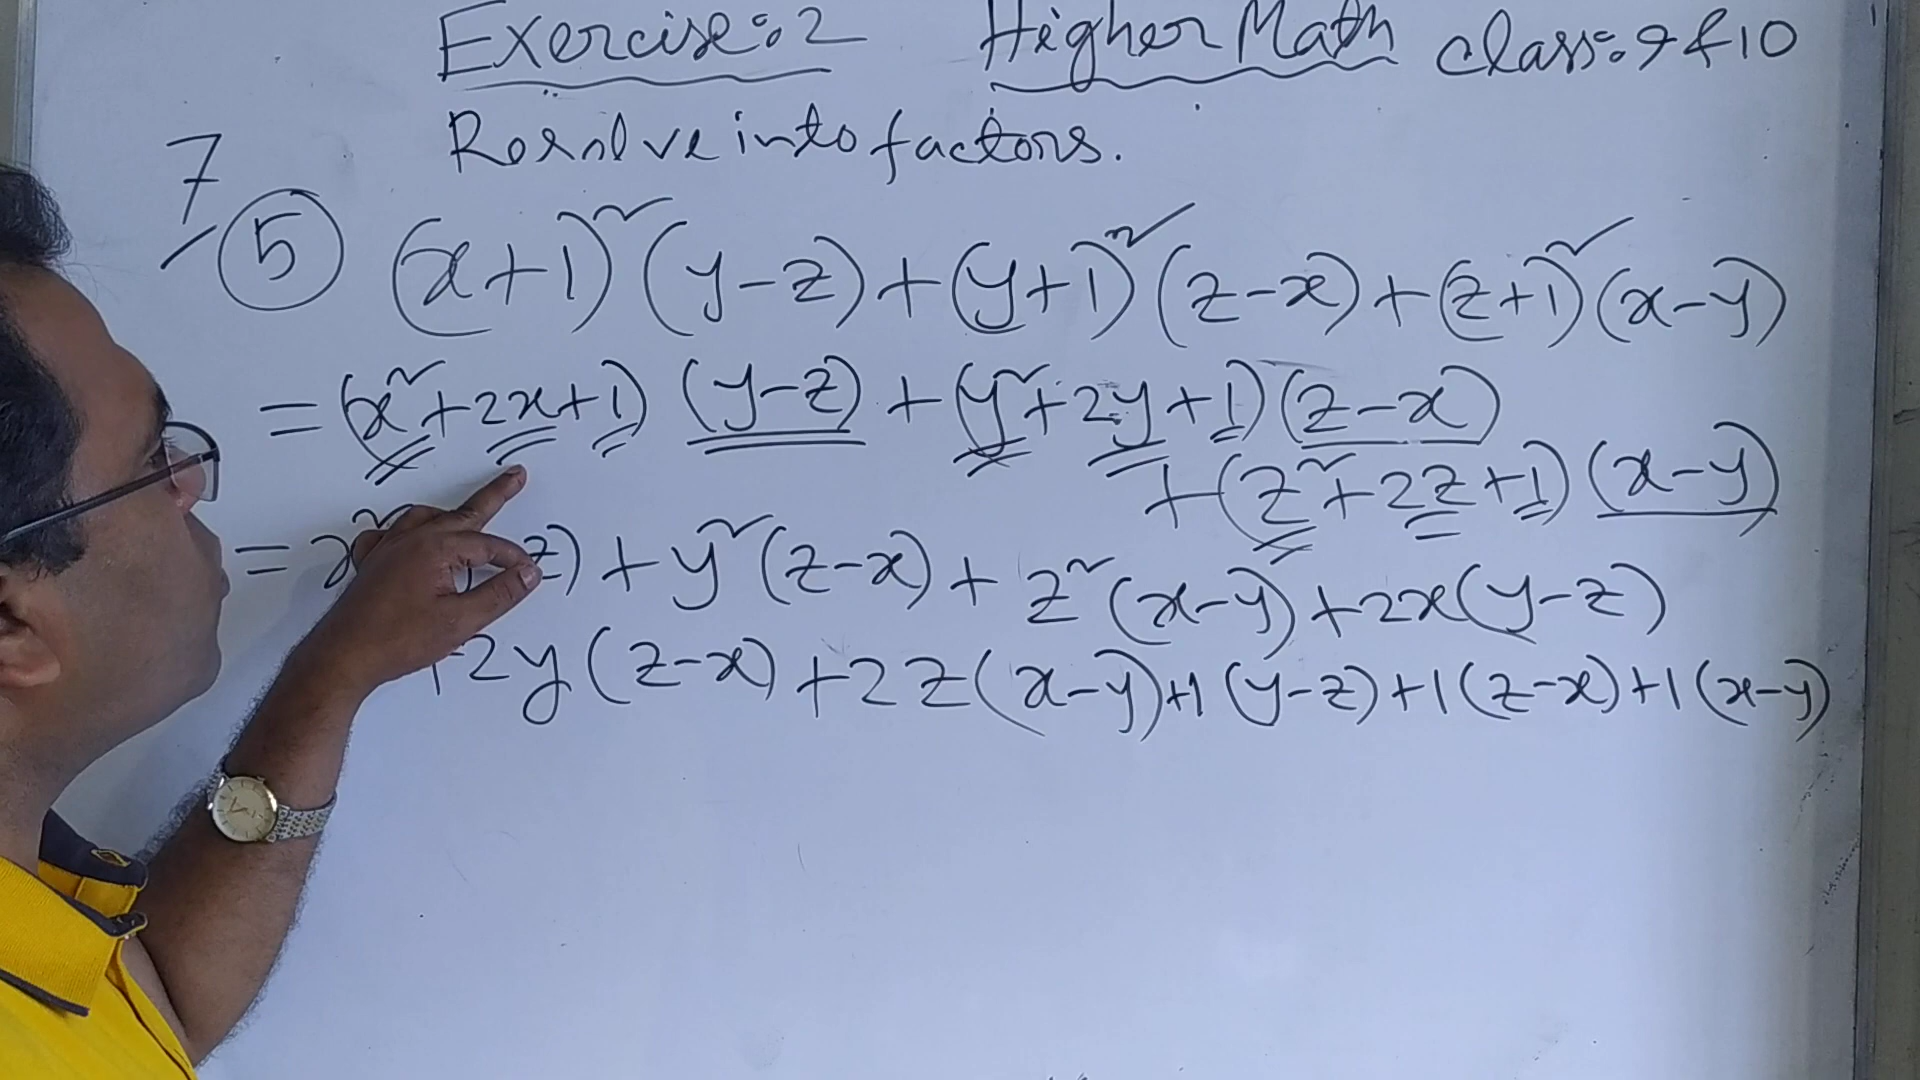 Exercise: 2 Higher Math class: 9 & 10
Resolve into factors.
7
⑤ (x+1)² (y-z) + (y+1)² (z-x) + (z+1)² (x-y)
= (x²+2x+1) (y-z) + (y²+2y+1)(z-x)
+ (z²+2z+1) (x-y)
= x² z) + y² (z-x) + z² (x-y) + 2x(y-z)
+2y(z-x) + 2z(x-y) +1(y-z) +1(z-x) +1(x-y)